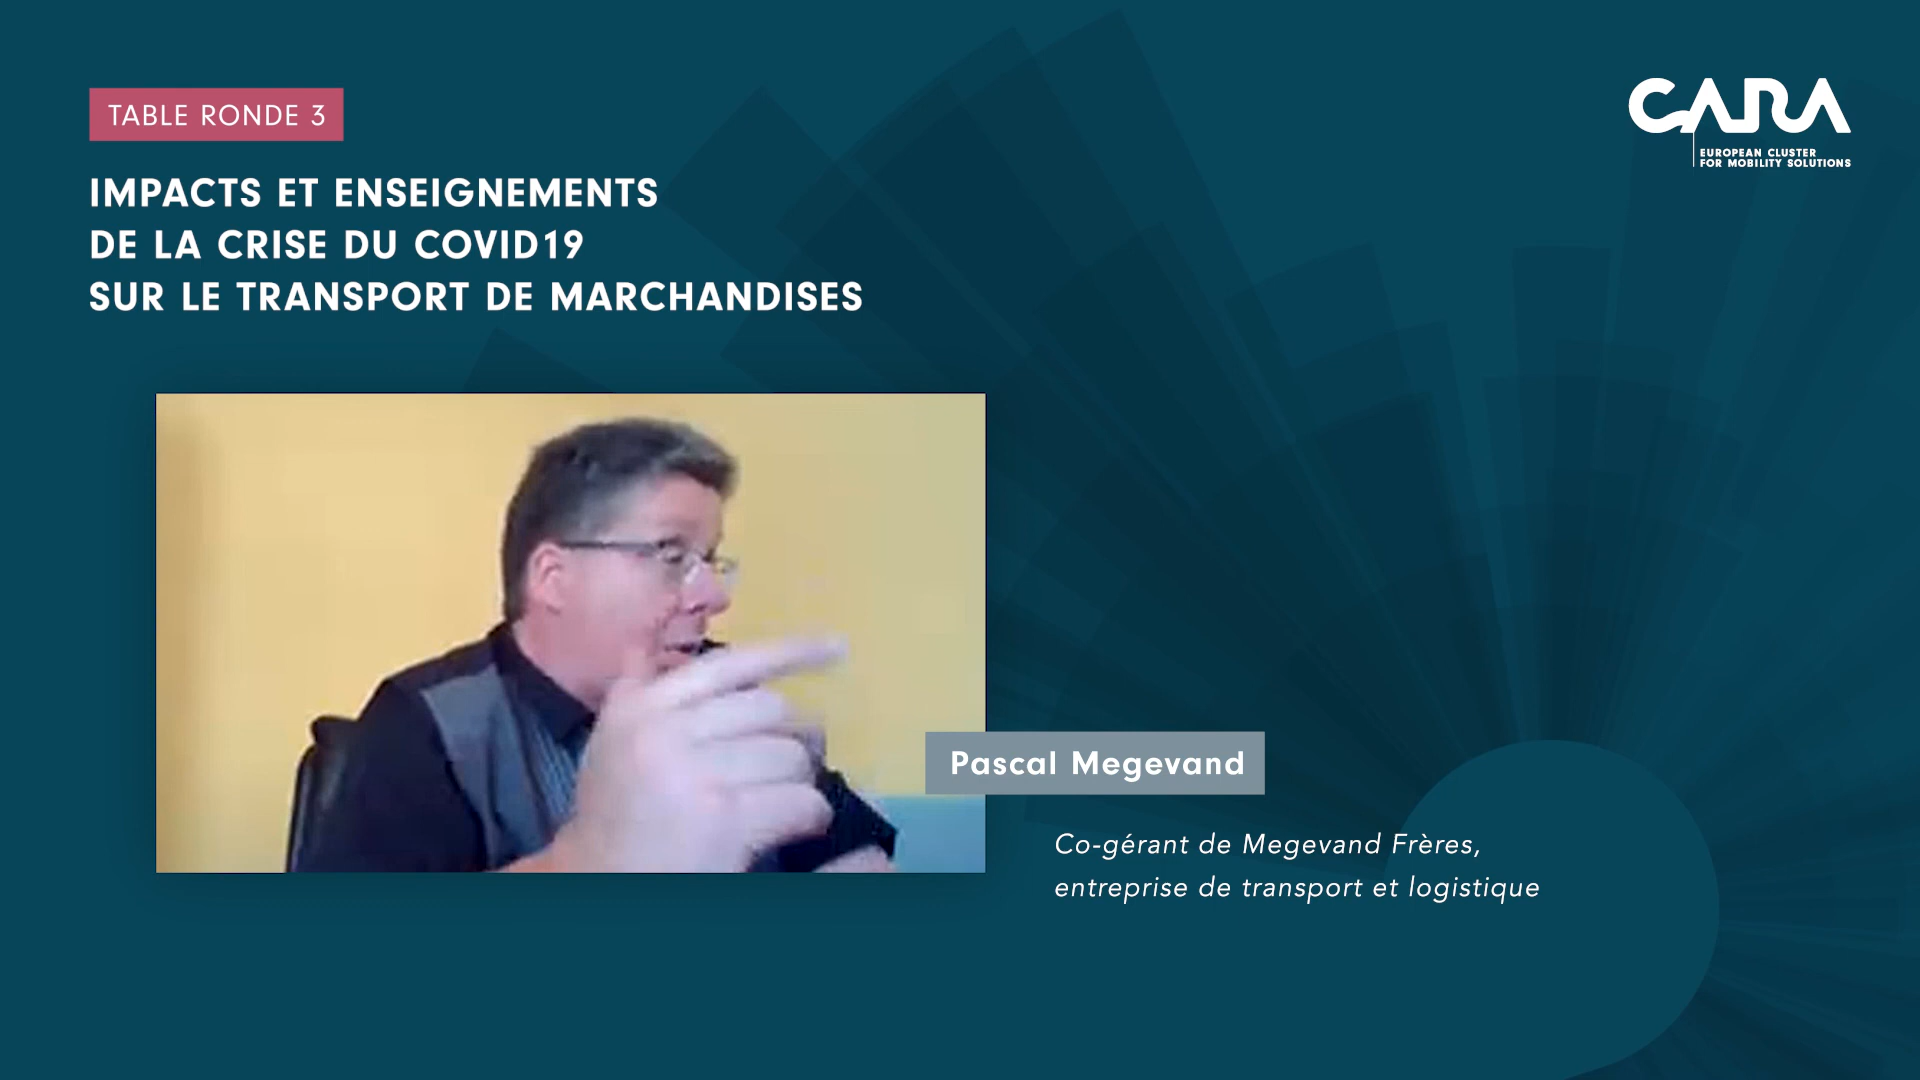 TABLE RONDE 3
IMPACTS ET ENSEIGNEMENTS
DE LA CRISE DU COVID19
SUR LE TRANSPORT DE MARCHANDISES
CARA
EUROPEAN CLUSTER
FOR MOBILITY SOLUTIONS
Pascal Megevand
Co-gérant de Megevand Frères,
entreprise de transport et logistique